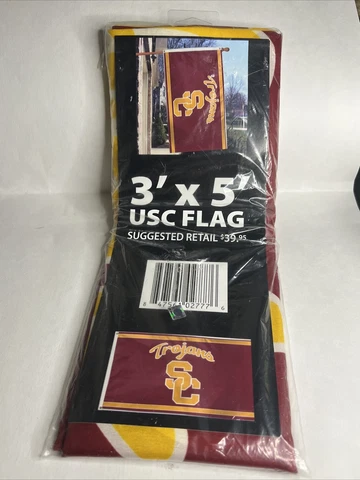 SC
Trojans
3' x 5'
USC FLAG
SUGGESTED RETAIL $39.95
Trojans
SC